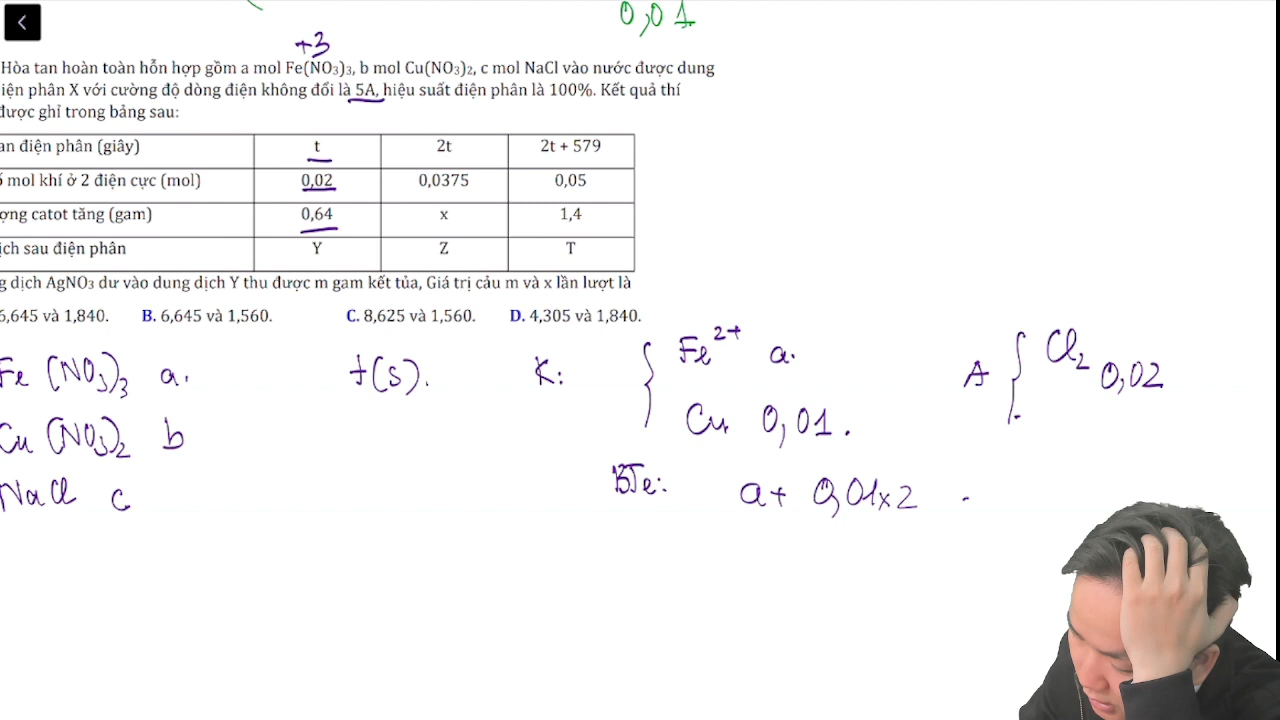 0,01
+3
Hòa tan hoàn toàn hỗn hợp gồm a mol Fe(NO₃)₃, b mol Cu(NO₃)₂, c mol NaCl vào nước được dung
iện phân X với cường độ dòng điện không đổi là 5A, hiệu suất điện phân là 100%. Kết quả thí
được ghi trong bảng sau:
an điện phân (giây) t 2t 2t + 579
mol khí ở 2 điện cực (mol) 0,02 0,0375 0,05
ợng catot tăng (gam) 0,64 x 1,4
ịch sau điện phân Y Z T
g dịch AgNO₃ dư vào dung dịch Y thu được m gam kết tủa, Giá trị cảu m và x lần lượt là
6,645 và 1,840. B. 6,645 và 1,560. C. 8,625 và 1,560. D. 4,305 và 1,840.
Fe (NO₃)₃ a. t(s). K: Fe²⁺ a. A Cl₂ 0,02
Cu (NO₃)₂ b Cu 0,01.
NaCl c BTe: a+ 0,01x2